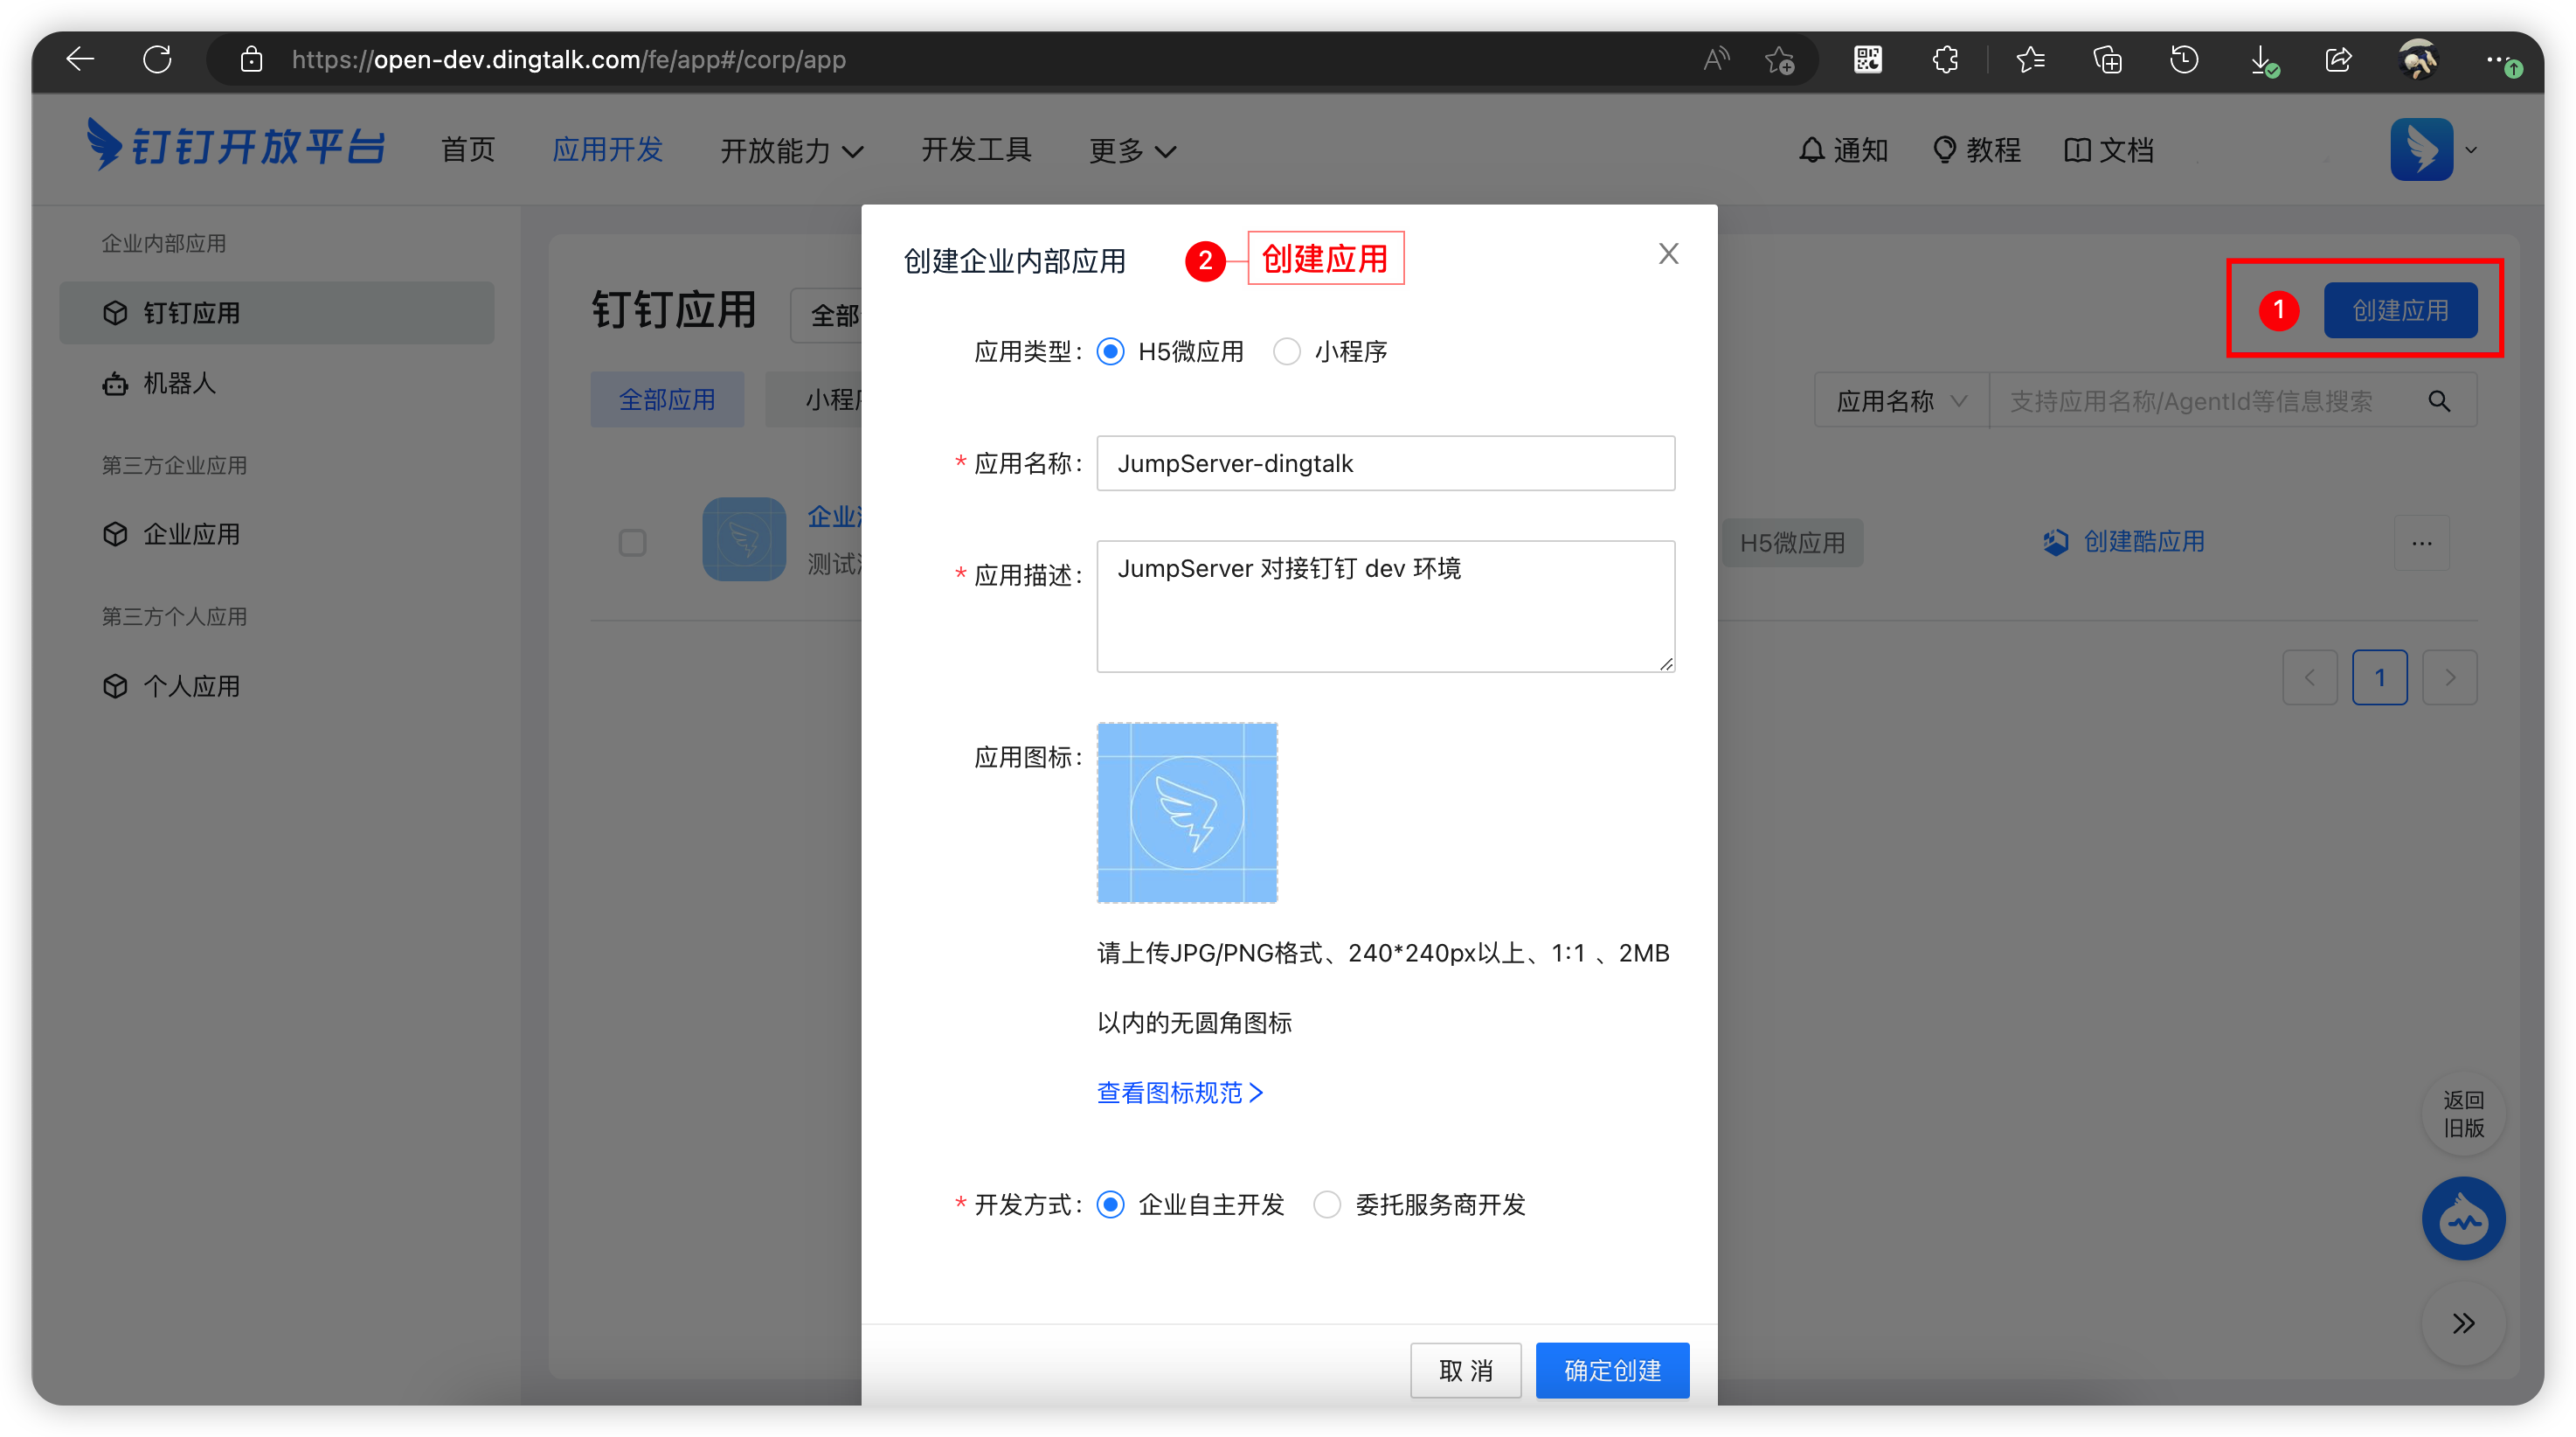 https://open-dev.dingtalk.com/fe/app#/corp/app
钉钉开放平台 首页 应用开发 开放能力 开发工具 更多 通知 教程 文档
企业内部应用
钉钉应用
机器人
第三方企业应用
企业应用
第三方个人应用
个人应用
钉钉应用 全部
1 创建应用
全部应用 小程序
应用名称 支持应用名称/AgentId等信息搜索
企业
测试
H5微应用 创建酷应用 ...
1
创建企业内部应用 2 创建应用
应用类型: H5微应用 小程序
* 应用名称: JumpServer-dingtalk
* 应用描述: JumpServer 对接钉钉 dev 环境
应用图标:
请上传JPG/PNG格式、240*240px以上、1:1 、2MB
以内的无圆角图标
查看图标规范
* 开发方式: 企业自主开发 委托服务商开发
取 消 确定创建
返回
旧版